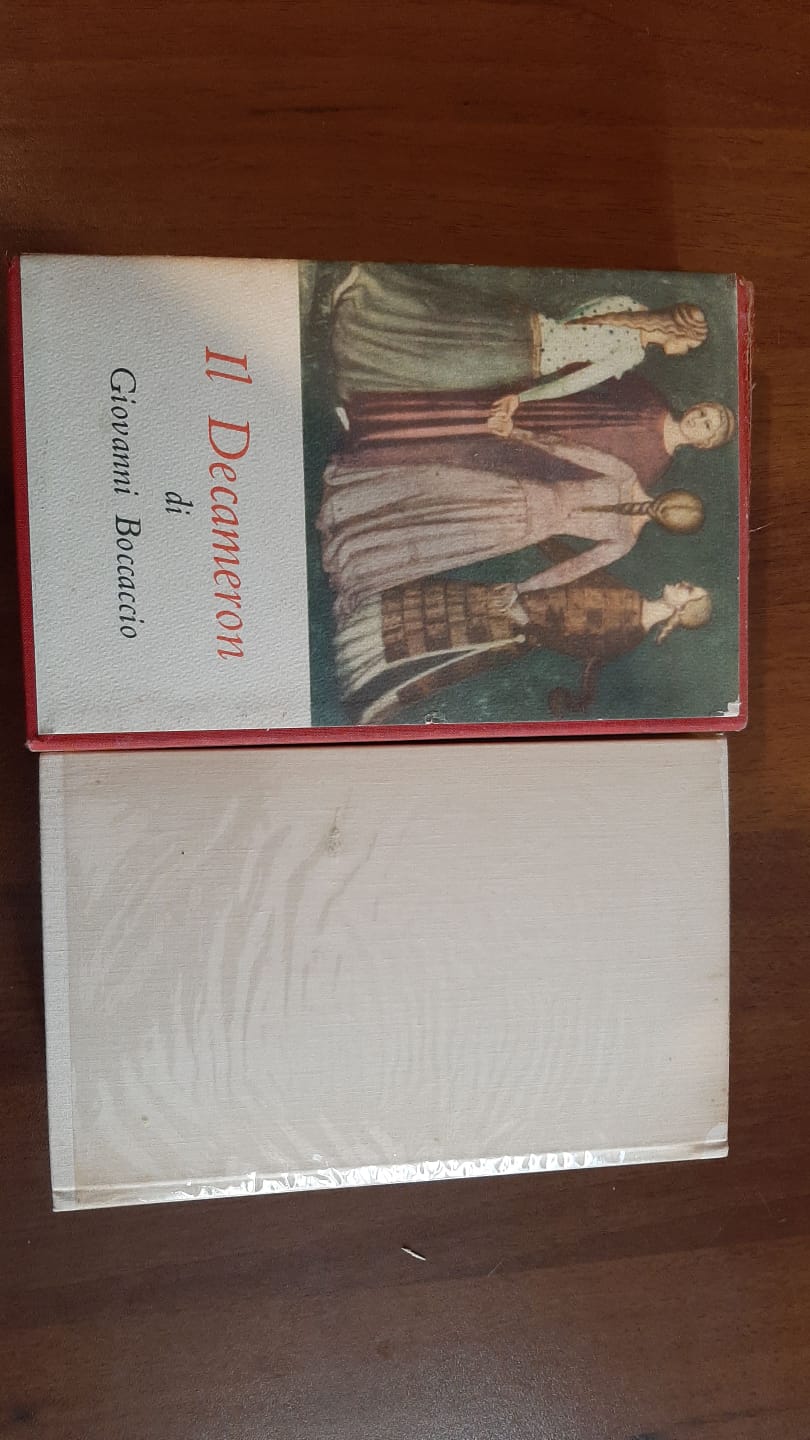 Il Decameron
di
Giovanni Boccaccio